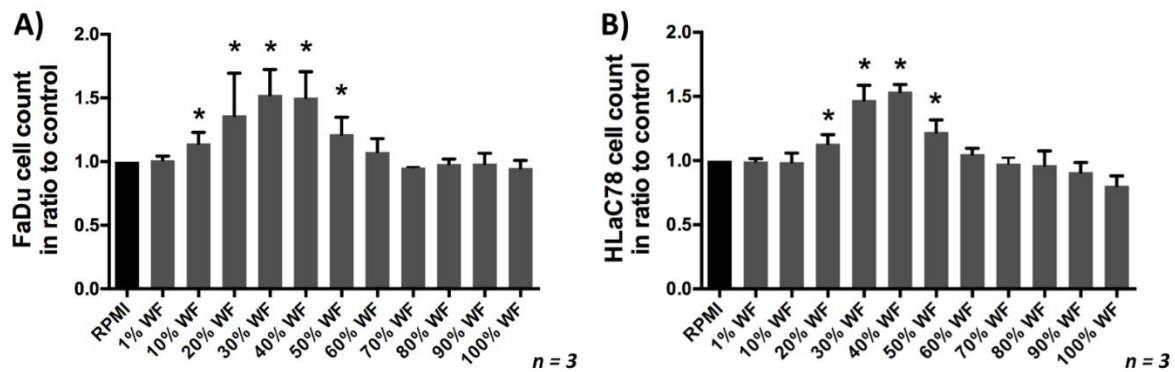 A)
FaDu cell count
in ratio to control
2.0
1.5
1.0
0.5
0.0
* * * * *
RPMI
1% WF
10% WF
20% WF
30% WF
40% WF
50% WF
60% WF
70% WF
80% WF
90% WF
100% WF
n = 3
B)
HLaC78 cell count
in ratio to control
2.0
1.5
1.0
0.5
0.0
* * * *
RPMI
1% WF
10% WF
20% WF
30% WF
40% WF
50% WF
60% WF
70% WF
80% WF
90% WF
100% WF
n = 3